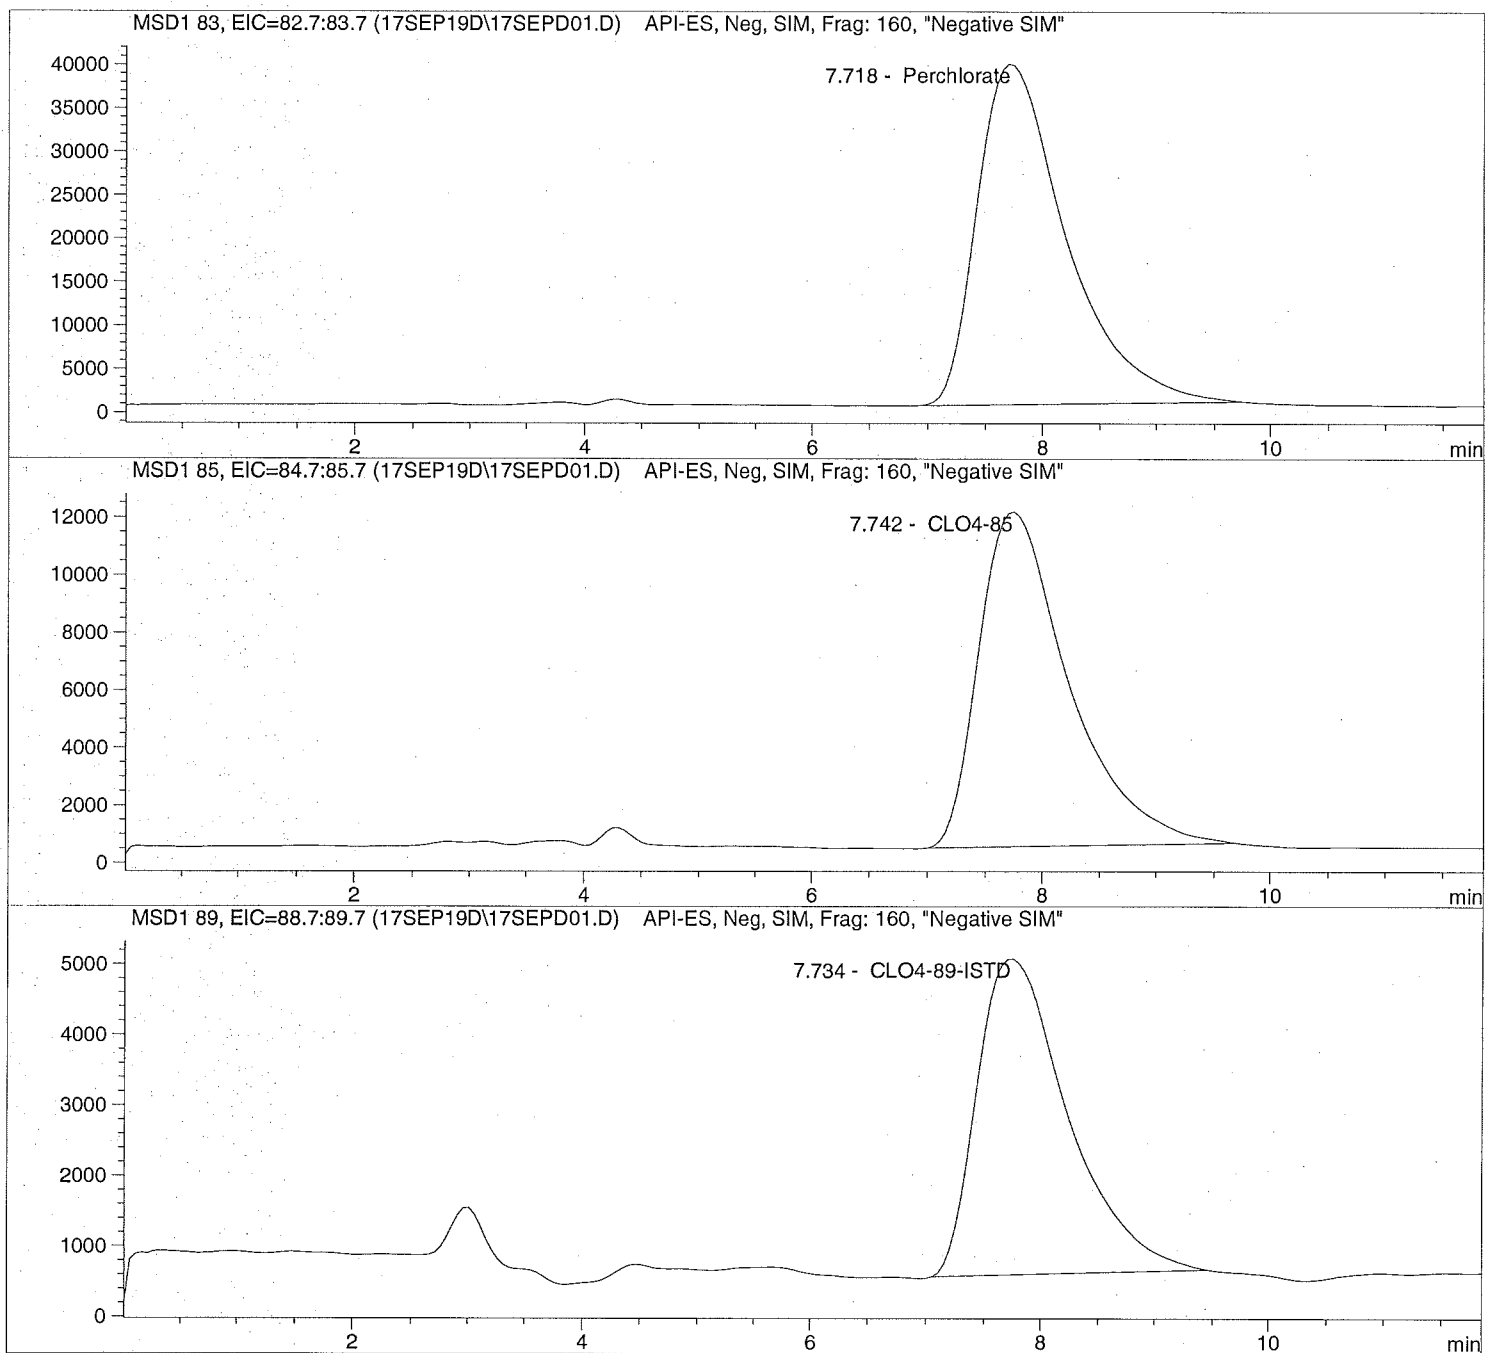 MSD1 83, EIC=82.7:83.7 (17SEP19D\17SEPD01.D) API-ES, Neg, SIM, Frag: 160, "Negative SIM"
40000
7.718 - Perchlorate
35000
30000
25000
20000
15000
10000
5000
0
2 4 6 8 10 min
MSD1 85, EIC=84.7:85.7 (17SEP19D\17SEPD01.D) API-ES, Neg, SIM, Frag: 160, "Negative SIM"
12000
7.742 - CLO4-85
10000
8000
6000
4000
2000
0
2 4 6 8 10 min
MSD1 89, EIC=88.7:89.7 (17SEP19D\17SEPD01.D) API-ES, Neg, SIM, Frag: 160, "Negative SIM"
5000
7.734 - CLO4-89-ISTD
4000
3000
2000
1000
0
2 4 6 8 10 min